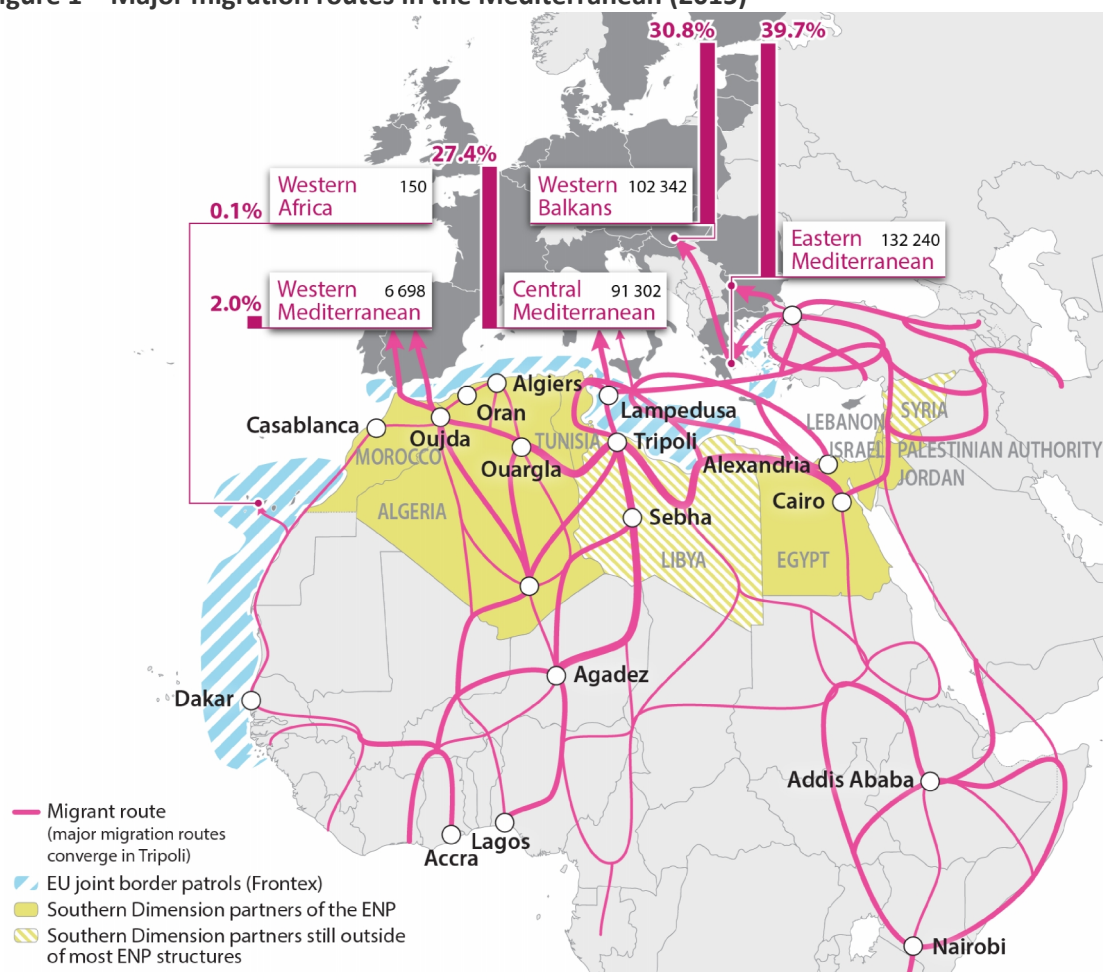 Figure 1 – Major migration routes in the Mediterranean (2015)
30.8%
39.7%
27.4%
Western 150
Africa
0.1%
Western 102 342
Balkans
Eastern 132 240
Mediterranean
2.0%
Western 6 698
Mediterranean
Central 91 302
Mediterranean
Algiers
Oran
Lampedusa
Casablanca
Oujda
TUNISIA
Tripoli
LEBANON
SYRIA
MOROCCO
Ouargla
ISRAEL
PALESTINIAN AUTHORITY
Alexandria
JORDAN
Cairo
ALGERIA
Sebha
LIBYA
EGYPT
Agadez
Dakar
Addis Ababa
Accra
Lagos
Nairobi
Migrant route
(major migration routes
converge in Tripoli)
EU joint border patrols (Frontex)
Southern Dimension partners of the ENP
Southern Dimension partners still outside
of most ENP structures